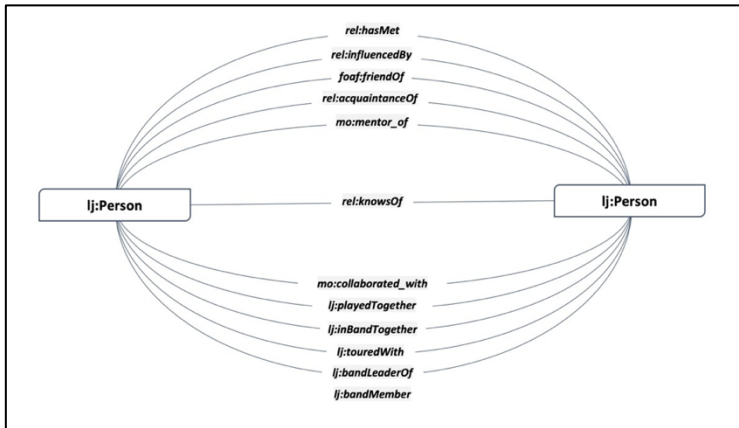 rel:hasMet
rel:influencedBy
foaf:friendOf
rel:acquaintanceOf
mo:mentor_of
lj:Person
rel:knowsOf
lj:Person
mo:collaborated_with
lj:playedTogether
lj:inBandTogether
lj:touredWith
lj:bandLeaderOf
lj:bandMember